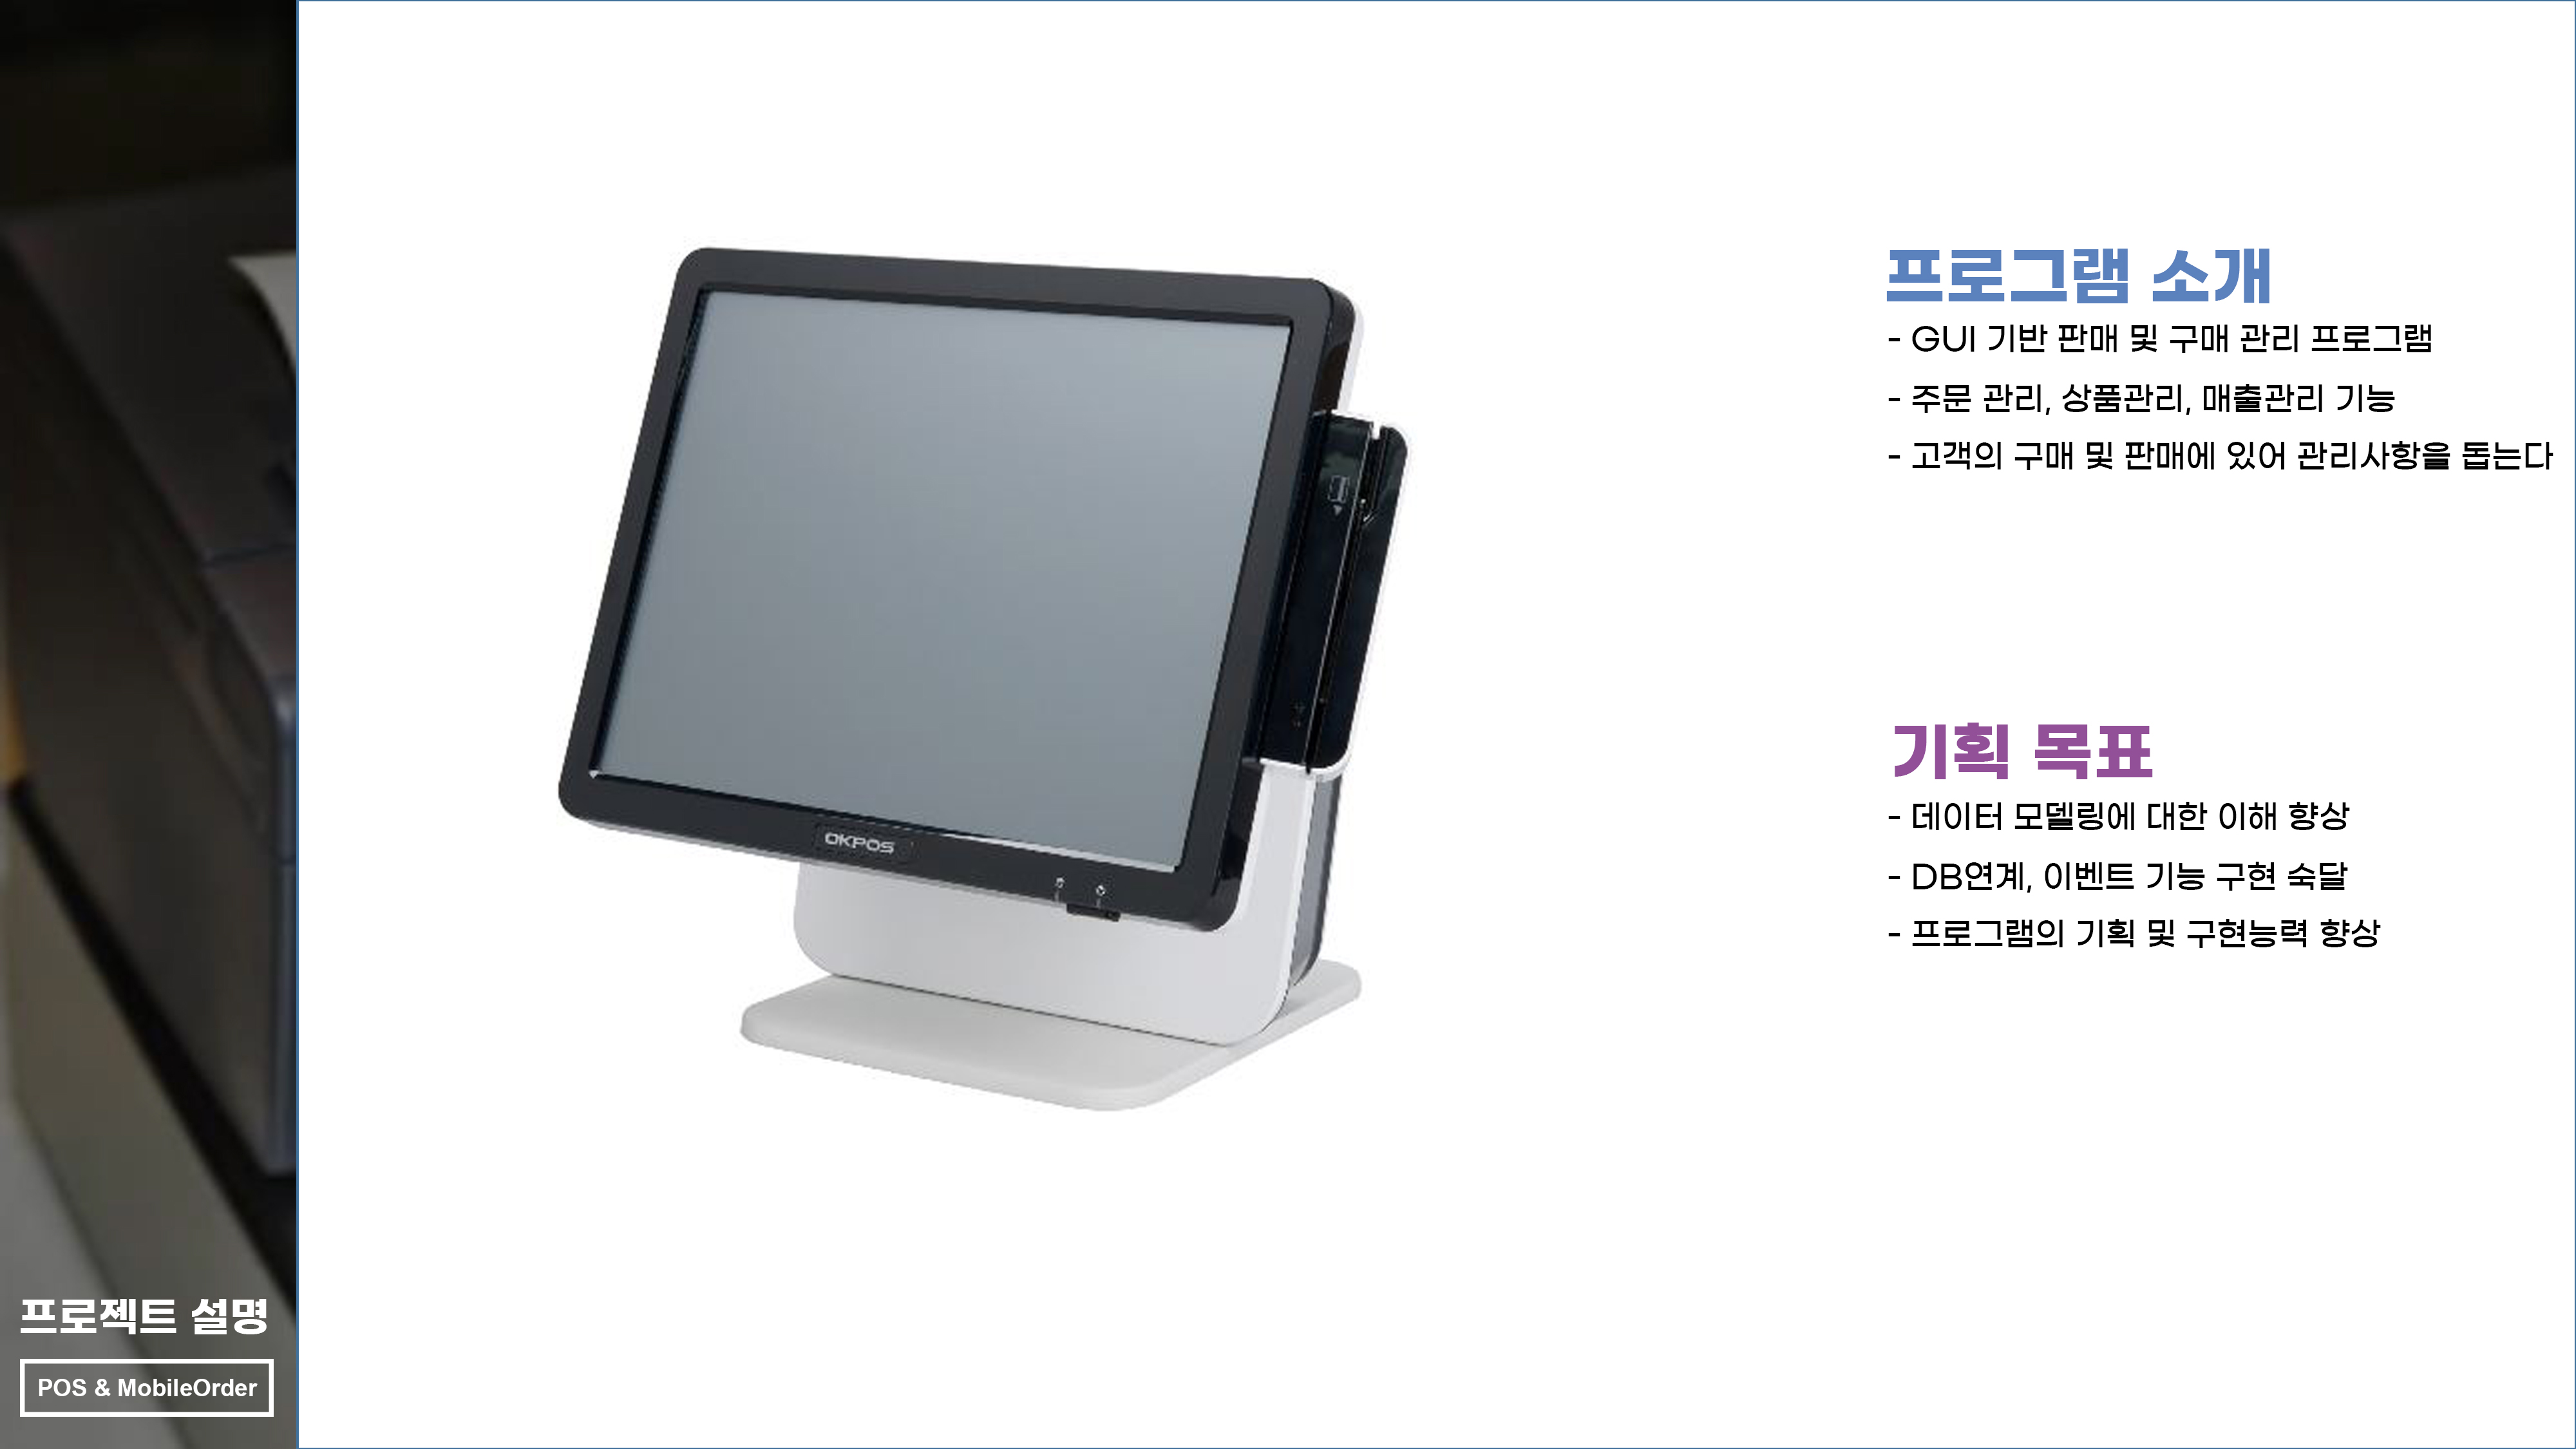 프로그램 소개
- GUI 기반 판매 및 구매 관리 프로그램
- 주문 관리, 상품관리, 매출관리 기능
- 고객의 구매 및 판매에 있어 관리사항을 돕는다
기획 목표
- 데이터 모델링에 대한 이해 향상
- DB연계, 이벤트 기능 구현 숙달
- 프로그램의 기획 및 구현능력 향상
OKPOS
프로젝트 설명
POS & MobileOrder